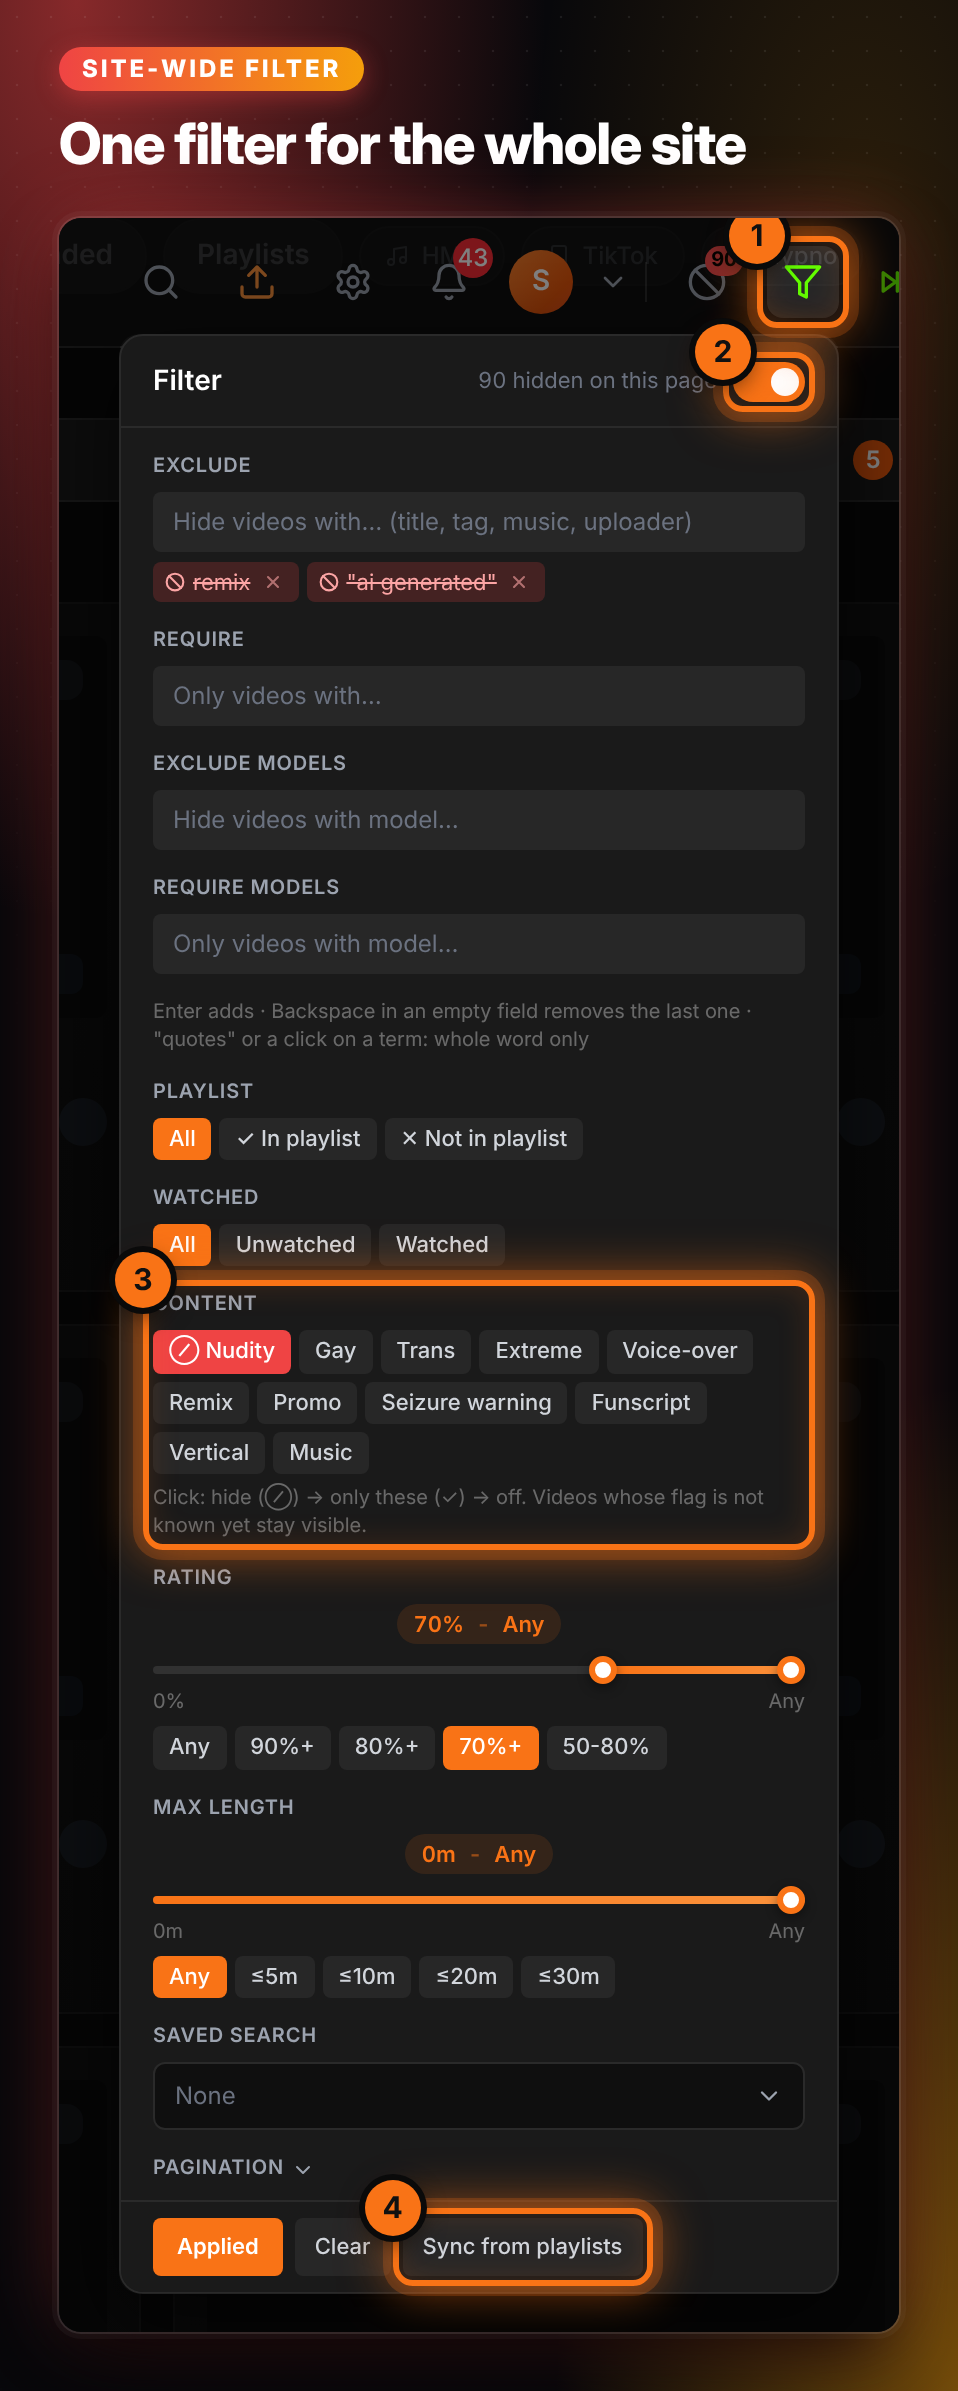 SITE-WIDE FILTER
One filter for the whole site
ded Playlists TikTok
43
S
90
1
2
Filter
90 hidden on this page
5
EXCLUDE
Hide videos with... (title, tag, music, uploader)
remix ✕ "ai generated" ✕
REQUIRE
Only videos with...
EXCLUDE MODELS
Hide videos with model...
REQUIRE MODELS
Only videos with model...
Enter adds · Backspace in an empty field removes the last one ·
"quotes" or a click on a term: whole word only
PLAYLIST
All ✓ In playlist ✕ Not in playlist
WATCHED
All Unwatched Watched
3
CONTENT
Nudity Gay Trans Extreme Voice-over
Remix Promo Seizure warning Funscript
Vertical Music
Click: hide (⊘) → only these (✓) → off. Videos whose flag is not
known yet stay visible.
RATING
70% - Any
0% Any
Any 90%+ 80%+ 70%+ 50-80%
MAX LENGTH
0m - Any
0m Any
Any ≤5m ≤10m ≤20m ≤30m
SAVED SEARCH
None
PAGINATION
4
Applied Clear Sync from playlists